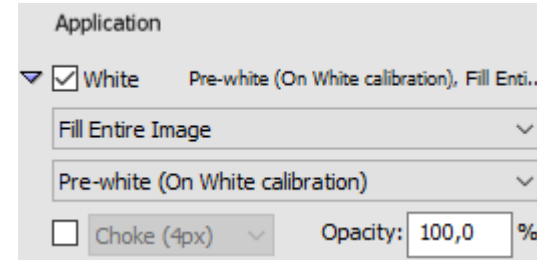 Application
White Pre-white (On White calibration), Fill Enti..
Fill Entire Image
Pre-white (On White calibration)
Choke (4px) Opacity: 100,0 %